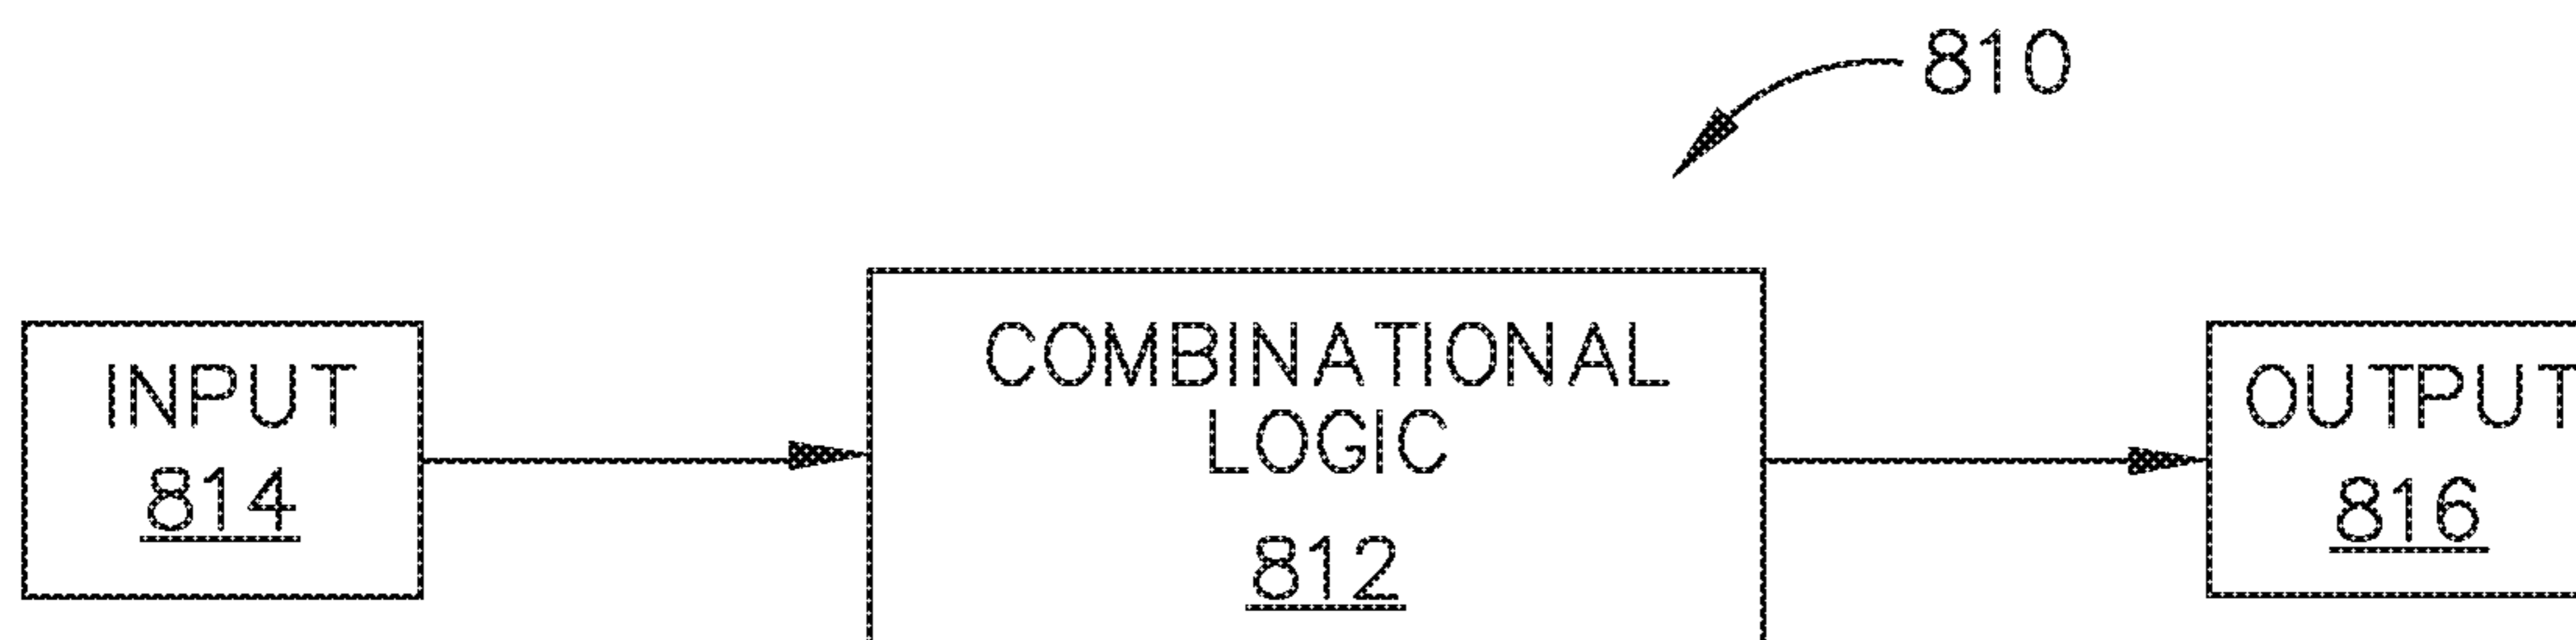 810
INPUT
814
COMBINATIONAL
LOGIC
812
OUTPUT
816